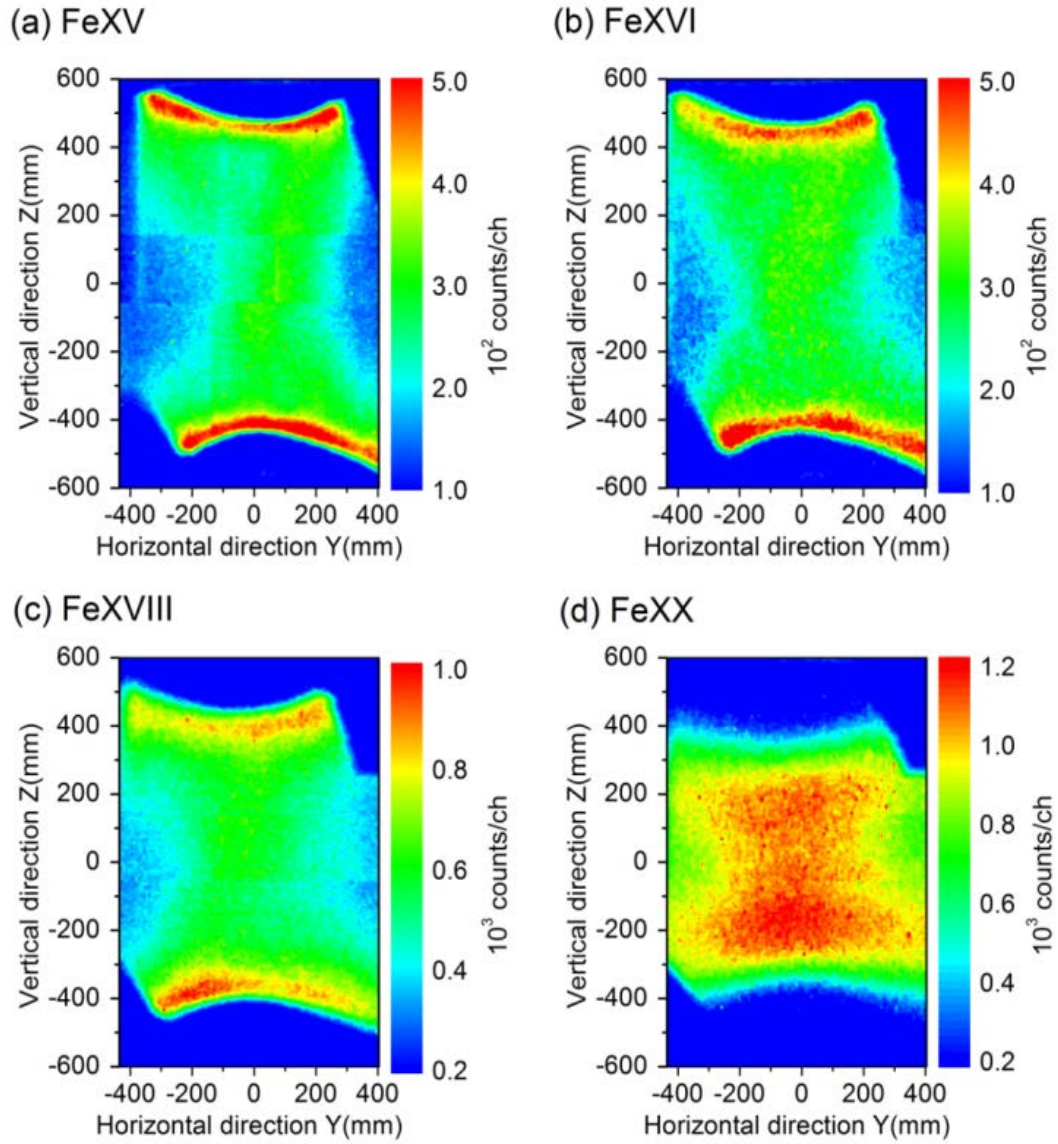 (a) FeXV
(b) FeXVI
600
400
200
0
-200
-400
-600
-400 -200 0 200 400
Vertical direction Z(mm)
Horizontal direction Y(mm)
5.0
4.0
3.0
2.0
1.0
10² counts/ch
600
400
200
0
-200
-400
-600
-400 -200 0 200 400
Vertical direction Z(mm)
Horizontal direction Y(mm)
5.0
4.0
3.0
2.0
1.0
10² counts/ch
(c) FeXVIII
(d) FeXX
600
400
200
0
-200
-400
-600
-400 -200 0 200 400
Vertical direction Z(mm)
Horizontal direction Y(mm)
1.0
0.8
0.6
0.4
0.2
10³ counts/ch
600
400
200
0
-200
-400
-600
-400 -200 0 200 400
Vertical direction Z(mm)
Horizontal direction Y(mm)
1.2
1.0
0.8
0.6
0.4
0.2
10³ counts/ch